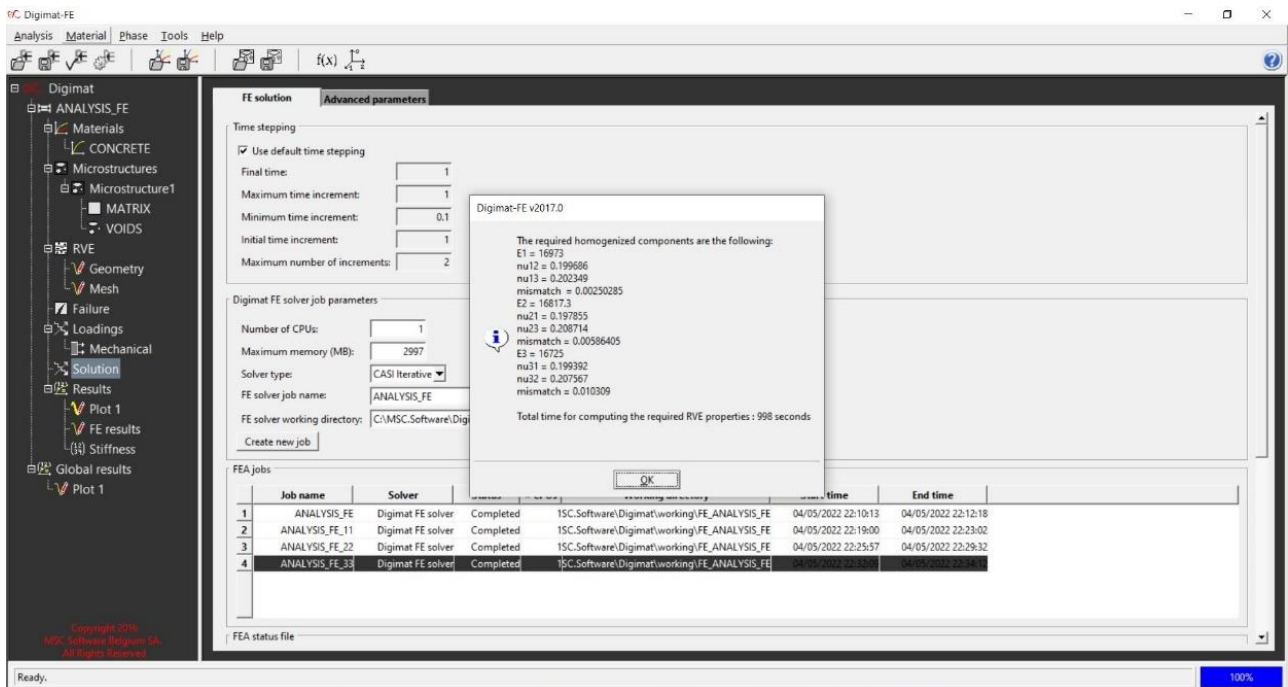 Digimat-FE
Analysis Material Phase Tools Help
f(x)
Digimat
ANALYSIS_FE
Materials
CONCRETE
Microstructures
Microstructure1
MATRIX
VOIDS
RVE
Geometry
Mesh
Failure
Loadings
Mechanical
Solution
Results
Plot 1
FE results
Stiffness
Global results
Plot 1
Copyright 2016
MSC Software Belgium SA.
All Rights Reserved
FE solution Advanced parameters
Time stepping
Use default time stepping
Final time: 1
Maximum time increment: 1
Minimum time increment: 0.1
Initial time increment: 1
Maximum number of increments: 2
Digimat FE solver job parameters
Number of CPUs: 1
Maximum memory (MB): 2997
Solver type: CASI Iterative
FE solver job name: ANALYSIS_FE
FE solver working directory: C:\MSC.Software\Digi
Create new job
Digimat-FE v2017.0
The required homogenized components are the following:
E1 = 16973
nu12 = 0.199686
nu13 = 0.202349
mismatch = 0.00250285
E2 = 16817.3
nu21 = 0.197855
nu23 = 0.208714
mismatch = 0.00586405
E3 = 16725
nu31 = 0.199392
nu32 = 0.207567
mismatch = 0.010309
Total time for computing the required RVE properties : 998 seconds
OK
FEA jobs
Job name Solver time End time
1 ANALYSIS_FE Digimat FE solver Completed 1SC.Software\Digimat\working\FE_ANALYSIS_FE 04/05/2022 22:10:13 04/05/2022 22:12:18
2 ANALYSIS_FE_11 Digimat FE solver Completed 1SC.Software\Digimat\working\FE_ANALYSIS_FE 04/05/2022 22:19:00 04/05/2022 22:23:02
3 ANALYSIS_FE_22 Digimat FE solver Completed 1SC.Software\Digimat\working\FE_ANALYSIS_FE 04/05/2022 22:25:57 04/05/2022 22:29:32
4 ANALYSIS_FE_33 Digimat FE solver Completed 1SC.Software\Digimat\working\FE_ANALYSIS_FE
FEA status file
Ready. 100%